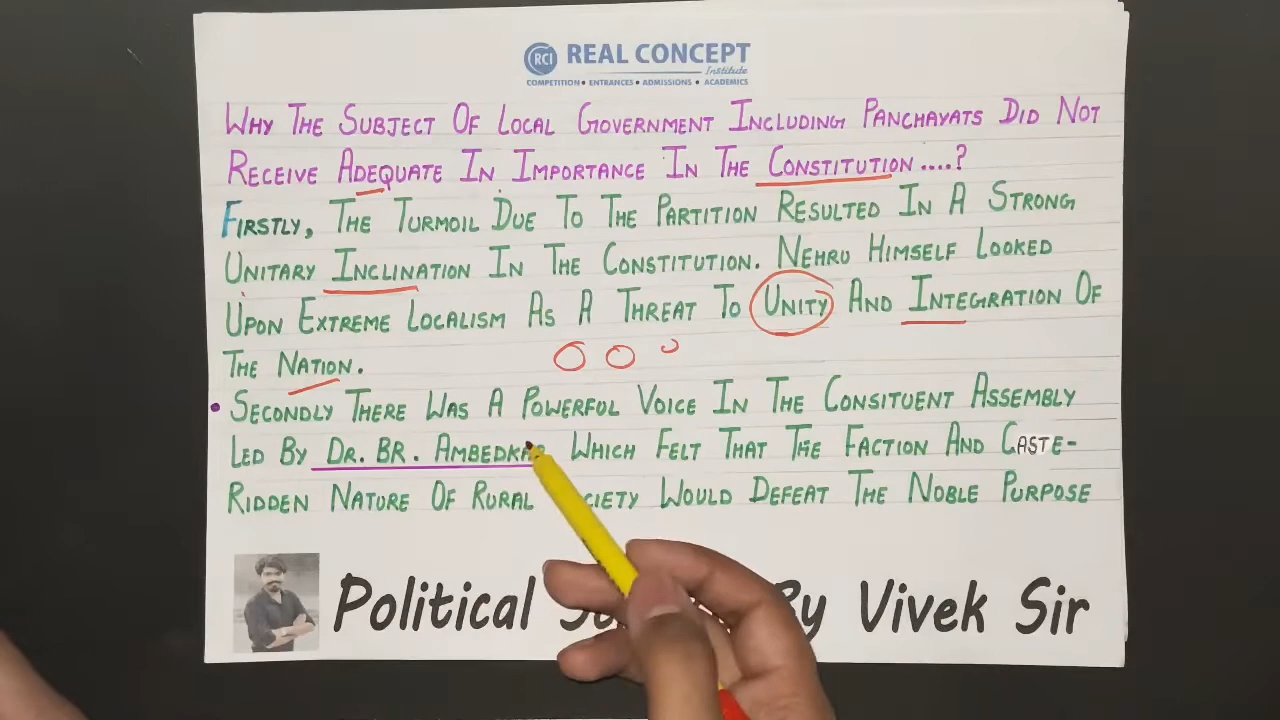 RCI REAL CONCEPT
Institute
COMPETITION • ENTRANCES • ADMISSIONS • ACADEMICS
WHY THE SUBJECT OF LOCAL GOVERNMENT INCLUDING PANCHAYATS DID NOT
RECEIVE ADEQUATE IN IMPORTANCE IN THE CONSTITUTION....?
FIRSTLY, THE TURMOIL DUE TO THE PARTITION RESULTED IN A STRONG
UNITARY INCLINATION IN THE CONSTITUTION. NEHRU HIMSELF LOOKED
UPON EXTREME LOCALISM AS A THREAT TO UNITY AND INTEGRATION OF
THE NATION.
• SECONDLY THERE WAS A POWERFUL VOICE IN THE CONSITUENT ASSEMBLY
LED BY DR. BR. AMBEDKAR WHICH FELT THAT THE FACTION AND CASTE-
RIDDEN NATURE OF RURAL WOULD DEFEAT THE NOBLE PURPOSE
Political By Vivek Sir